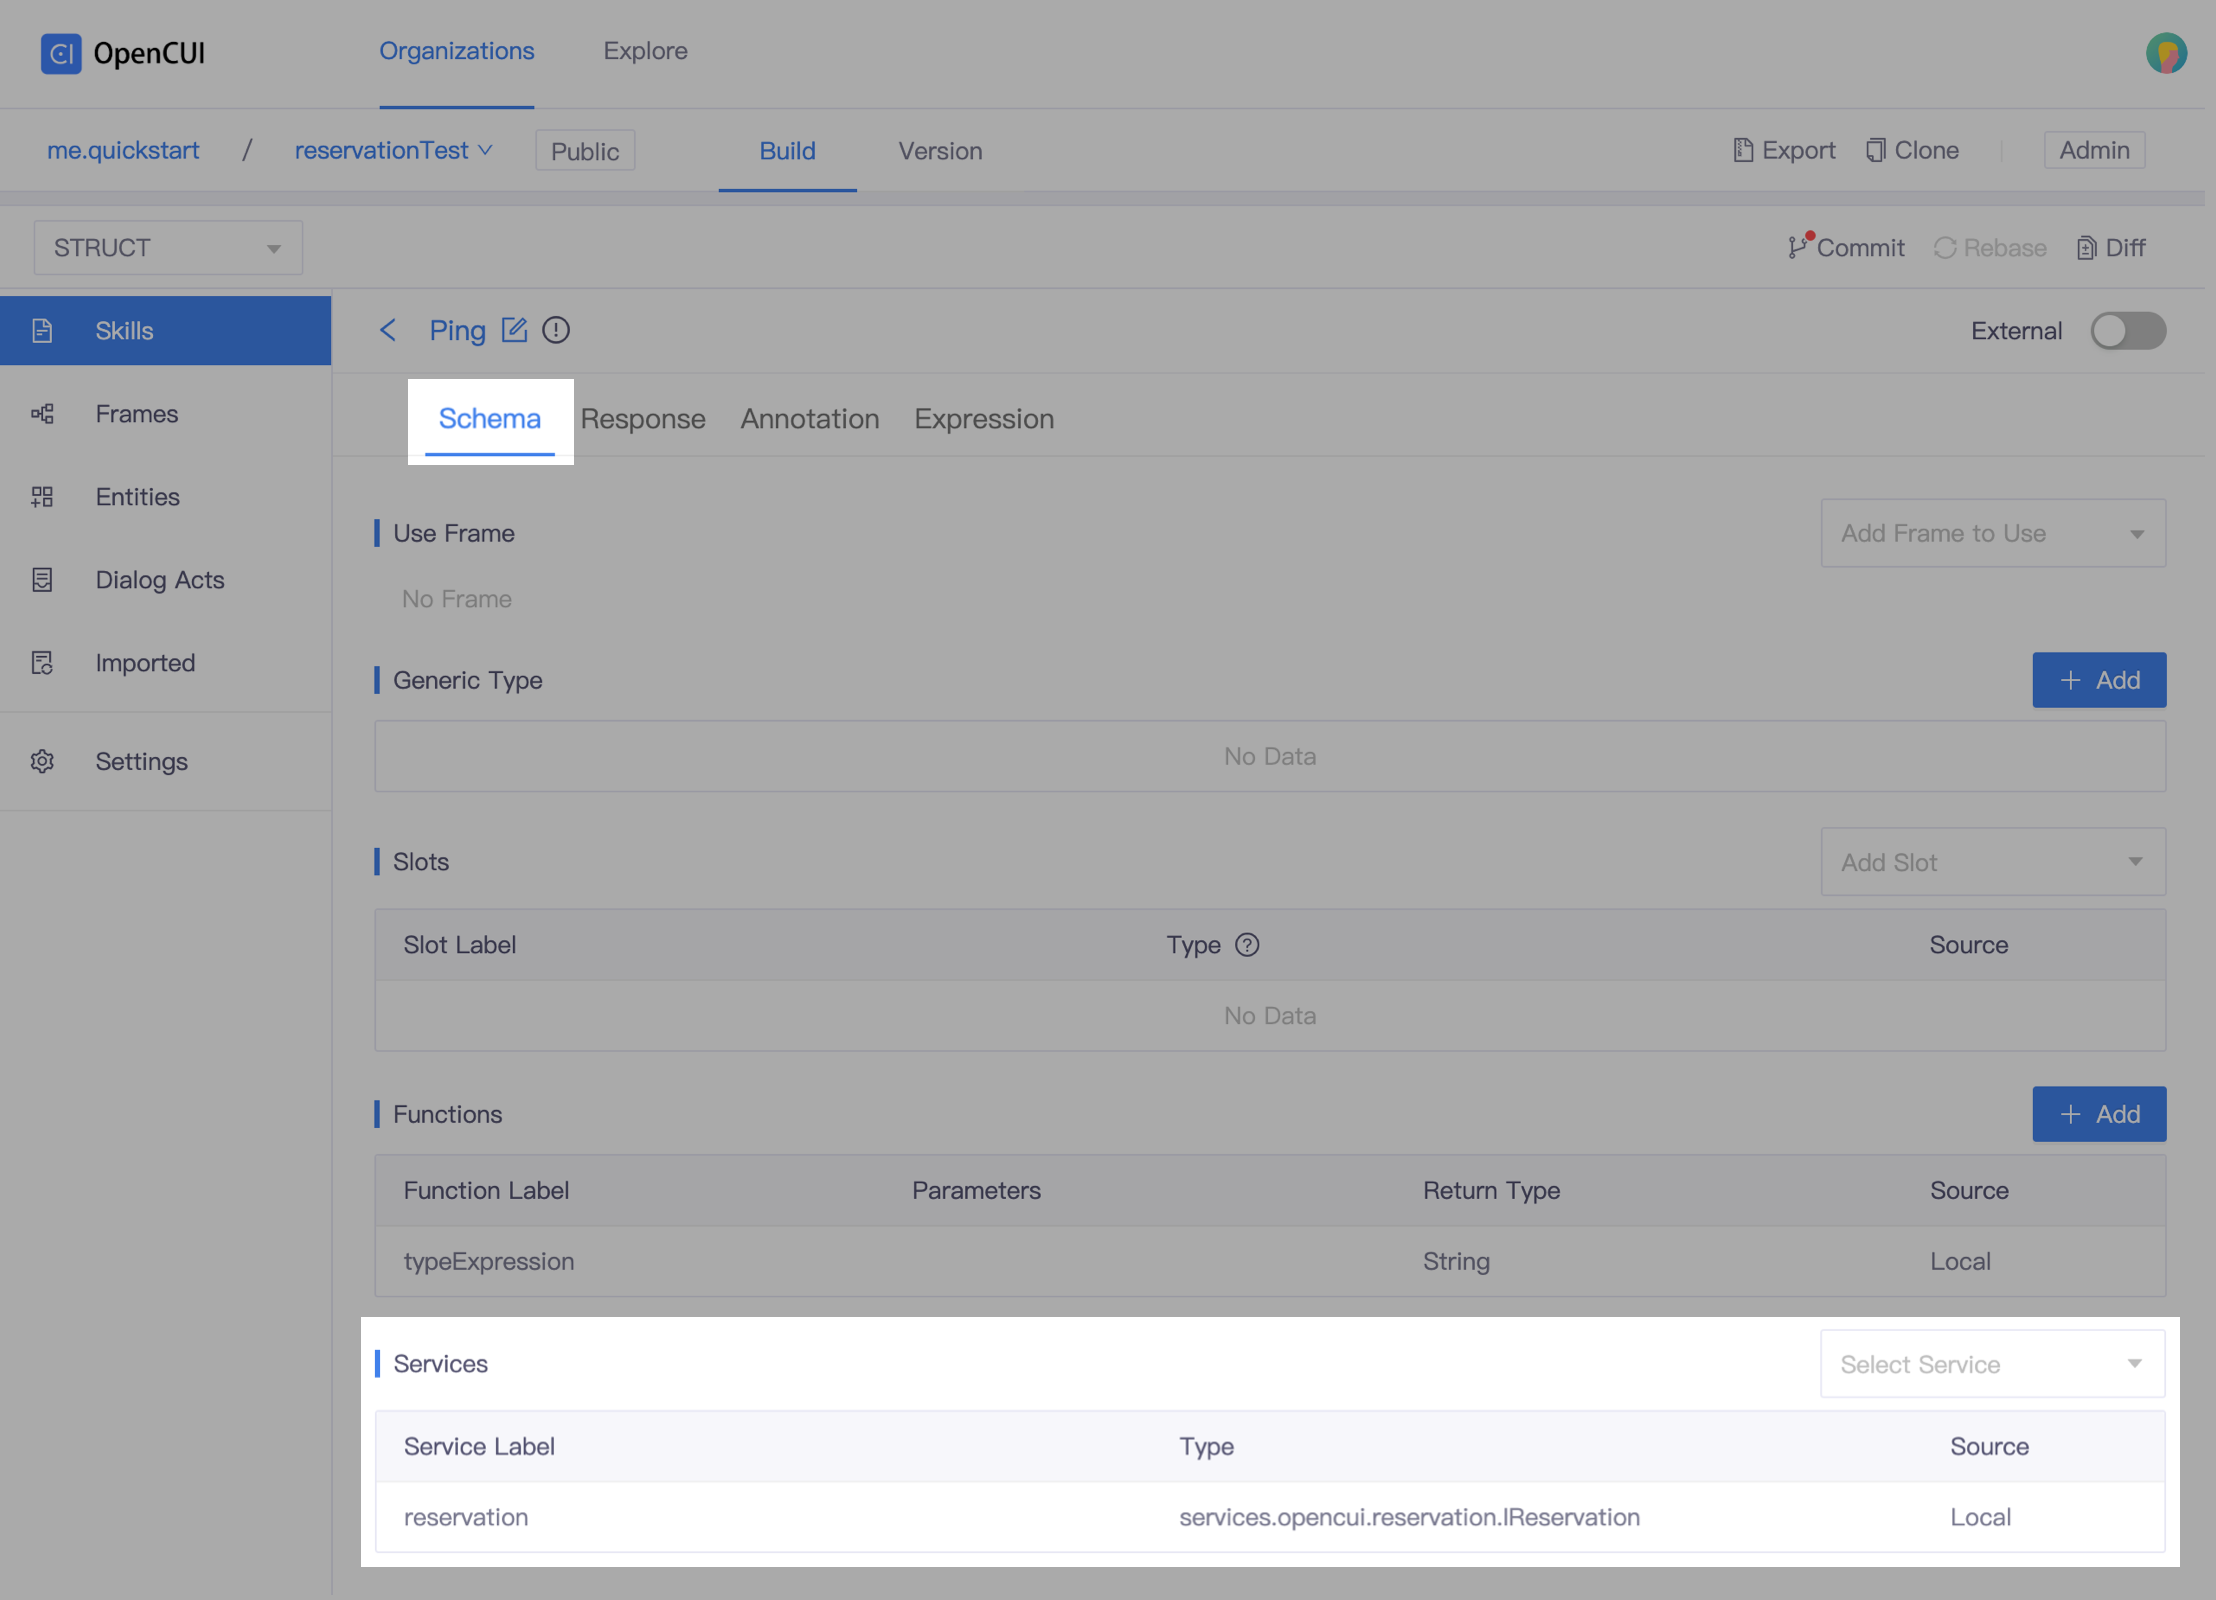 OpenCUI
Organizations Explore
me.quickstart / reservationTest Public Build Version Export Clone Admin
STRUCT Commit Rebase Diff
Skills
Frames
Entities
Dialog Acts
Imported
Settings
Ping External
Schema Response Annotation Expression
Use Frame Add Frame to Use
No Frame
Generic Type + Add
No Data
Slots Add Slot
Slot Label Type Source
No Data
Functions + Add
Function Label Parameters Return Type Source
typeExpression String Local
Services Select Service
Service Label Type Source
reservation services.opencui.reservation.IReservation Local